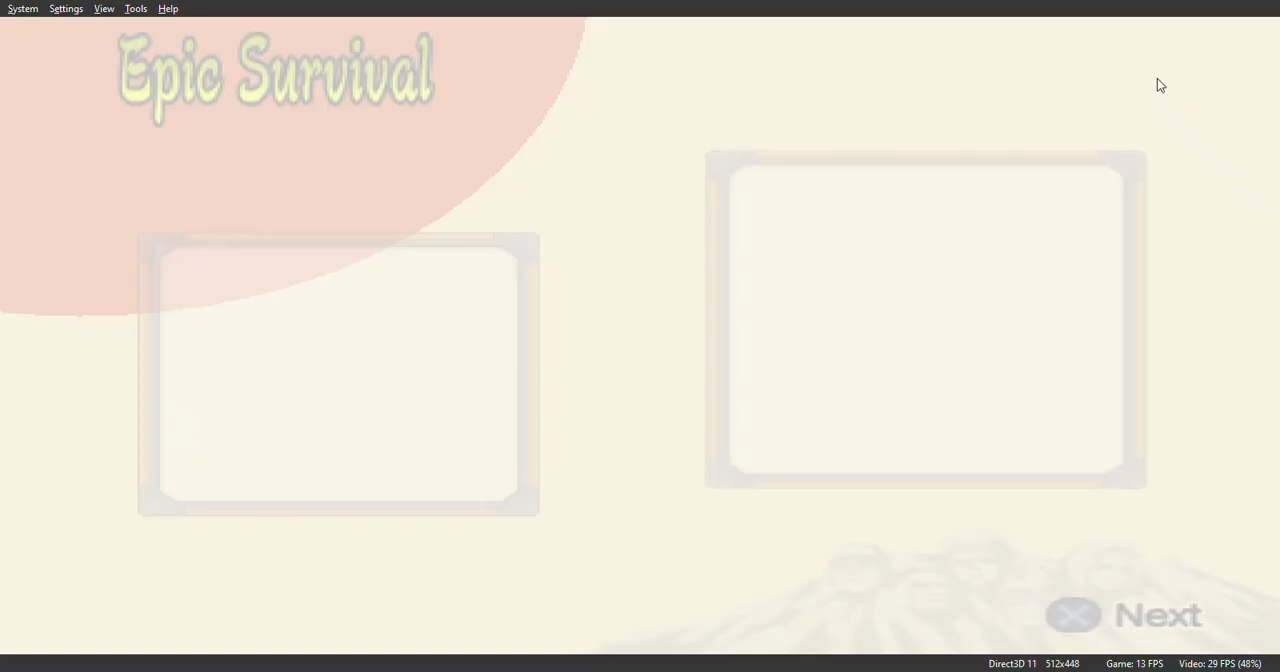 System Settings View Tools Help
Epic Survival
Next
Direct3D 11 512x448 Game: 13 FPS Video: 29 FPS (48%)